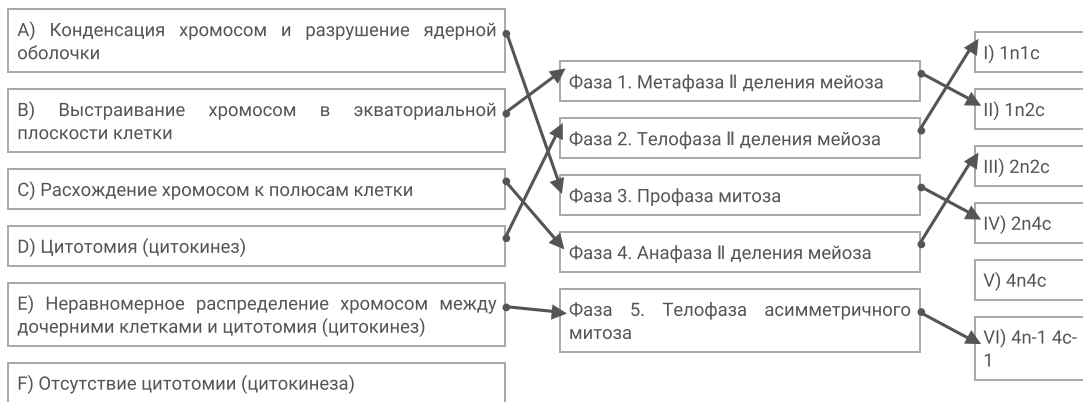 A) Конденсация хромосом и разрушение ядерной
оболочки
B) Выстраивание хромосом в экваториальной
плоскости клетки
C) Расхождение хромосом к полюсам клетки
D) Цитотомия (цитокинез)
E) Неравномерное распределение хромосом между
дочерними клетками и цитотомия (цитокинез)
F) Отсутствие цитотомии (цитокинеза)
Фаза 1. Метафаза II деления мейоза
Фаза 2. Телофаза II деления мейоза
Фаза 3. Профаза митоза
Фаза 4. Анафаза II деления мейоза
Фаза 5. Телофаза асимметричного
митоза
I) 1n1c
II) 1n2c
III) 2n2c
IV) 2n4c
V) 4n4c
VI) 4n-1 4c-
1